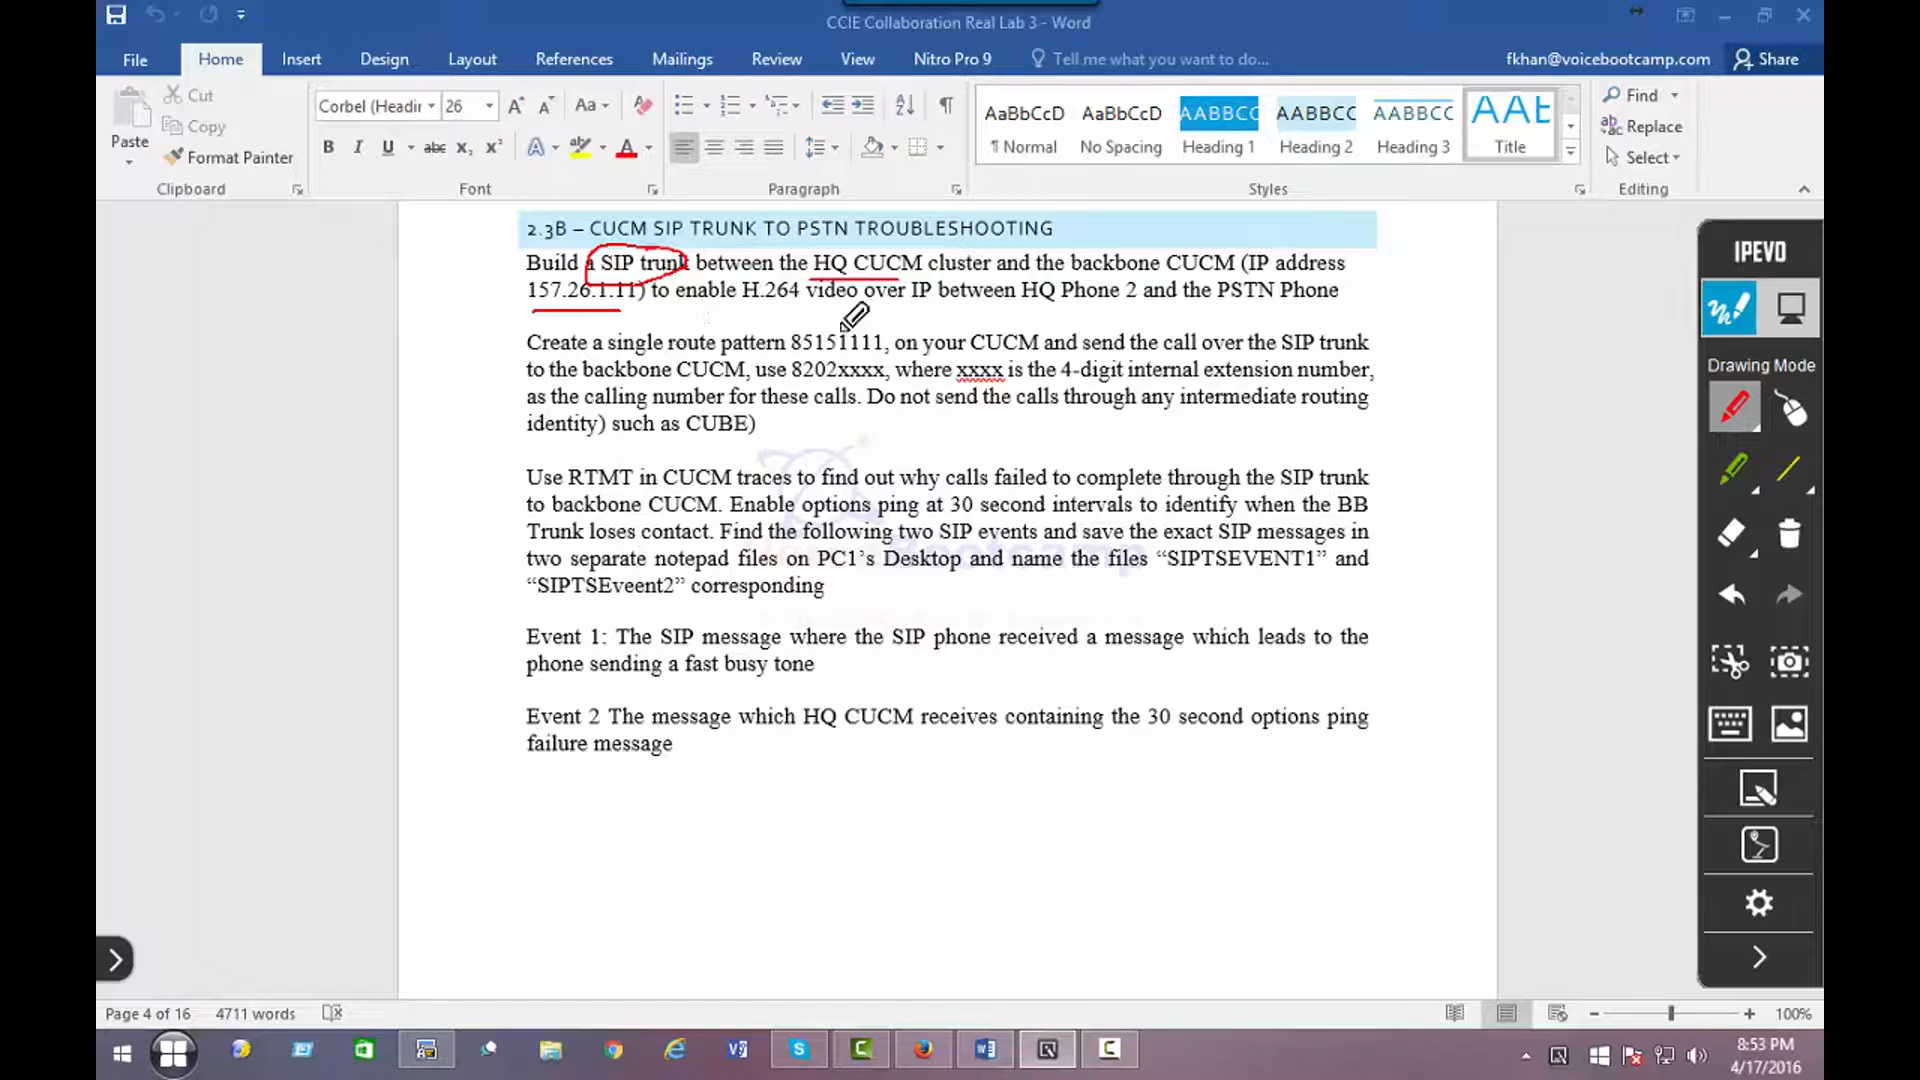 CCIE Collaboration Real Lab 3 - Word
File Home Insert Design Layout References Mailings Review View Nitro Pro 9 Tell me what you want to do... fkhan@voicebootcamp.com Share
Paste
Cut
Copy
Format Painter
Clipboard
Corbel (Headir 26
Font
Paragraph
AaBbCcD AaBbCcD AABBCC AABBCC AABBCC AAB
¶ Normal No Spacing Heading 1 Heading 2 Heading 3 Title
Styles
Find
Replace
Select
Editing
2.3B – CUCM SIP TRUNK TO PSTN TROUBLESHOOTING
Build a SIP trunk between the HQ CUCM cluster and the backbone CUCM (IP address
157.26.1.11) to enable H.264 video over IP between HQ Phone 2 and the PSTN Phone
Create a single route pattern 85151111, on your CUCM and send the call over the SIP trunk
to the backbone CUCM, use 8202xxxx, where xxxx is the 4-digit internal extension number,
as the calling number for these calls. Do not send the calls through any intermediate routing
identity) such as CUBE)
Use RTMT in CUCM traces to find out why calls failed to complete through the SIP trunk
to backbone CUCM. Enable options ping at 30 second intervals to identify when the BB
Trunk loses contact. Find the following two SIP events and save the exact SIP messages in
two separate notepad files on PC1's Desktop and name the files “SIPTSEVENT1” and
“SIPTSEveent2” corresponding
Event 1: The SIP message where the SIP phone received a message which leads to the
phone sending a fast busy tone
Event 2 The message which HQ CUCM receives containing the 30 second options ping
failure message
IPEVO
Drawing Mode
Page 4 of 16 4711 words 100%
8:53 PM
4/17/2016